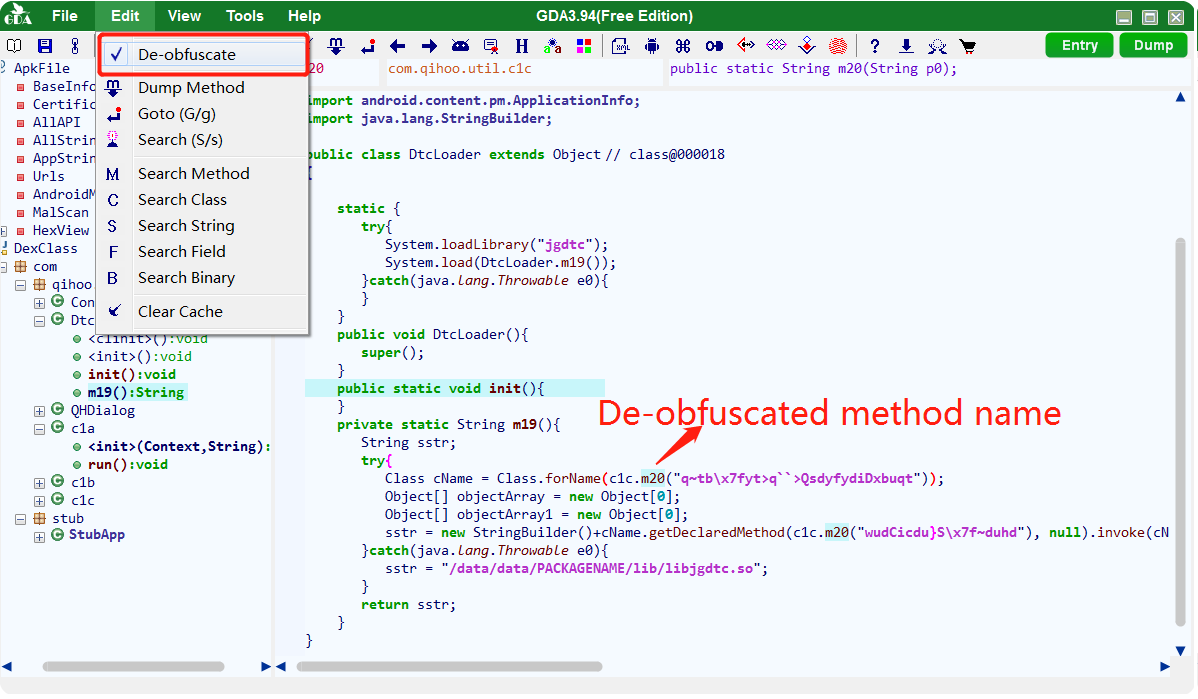 GDA File Edit View Tools Help GDA3.94(Free Edition)
Entry Dump
De-obfuscate
Dump Method
Goto (G/g)
Search (S/s)
Search Method
Search Class
Search String
Search Field
Search Binary
Clear Cache
20 com.qihoo.util.c1c public static String m20(String p0);
ApkFile
BaseInfo
Certific
AllAPI
AllStrin
AppStrin
Urls
AndroidM
MalScan
HexView
DexClass
com
qihoo.
Con
Dtc
<clinit>():void
<init>():void
init():void
m19():String
QHDialog
c1a
<init>(Context,String):
run():void
c1b
c1c
stub
StubApp
import android.content.pm.ApplicationInfo;
import java.lang.StringBuilder;
public class DtcLoader extends Object // class@000018
{
static {
try{
System.loadLibrary("jgdtc");
System.load(DtcLoader.m19());
}catch(java.lang.Throwable e0){
}
}
public void DtcLoader(){
super();
}
public static void init(){
}
De-obfuscated method name
private static String m19(){
String sstr;
try{
Class cName = Class.forName(c1c.m20("q~tb\x7fyt>q``>QsdyfydiDxbuqt"));
Object[] objectArray = new Object[0];
Object[] objectArray1 = new Object[0];
sstr = new StringBuilder()+cName.getDeclaredMethod(c1c.m20("wudCicdu}S\x7f~duhd"), null).invoke(cN
}catch(java.lang.Throwable e0){
sstr = "/data/data/PACKAGENAME/lib/libjgdtc.so";
}
return sstr;
}
}